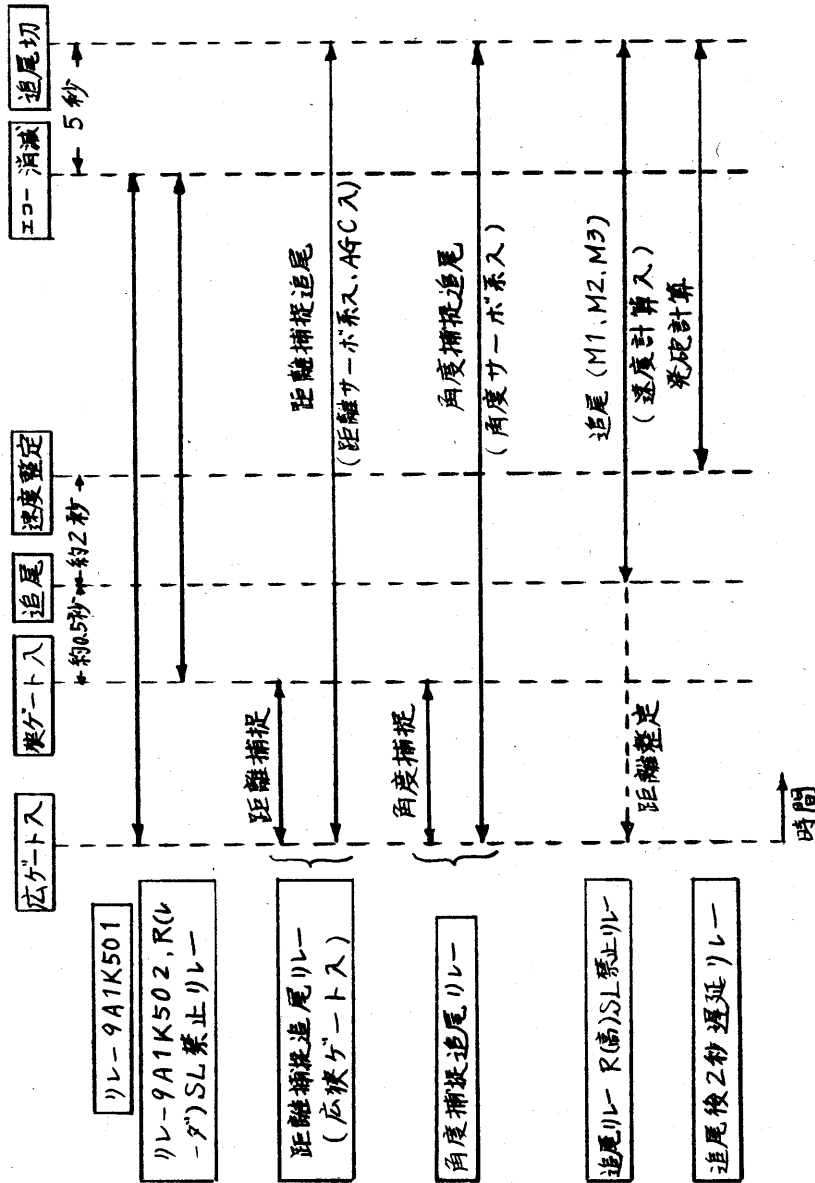 広ゲート入
狭ゲート入
追尾
速度整定
エコー消滅
追尾切
約0.5秒
約2秒
5秒
リレー9A1K501
リレー9A1K502、R(レ
ーダ)SL禁止リレー
距離捕捉追尾リレー
(広狭ゲート入)
距離捕捉
距離捕捉追尾
(距離サーボ系入、AGC入)
角度捕捉追尾リレー
角度捕捉
角度捕捉追尾
(角度サーボ系入)
追尾リレー R(高)SL禁止リレー
距離整定
追尾(M1、M2、M3)
(速度計算入)
追尾後2秒遅延リレー
発砲計算
時間